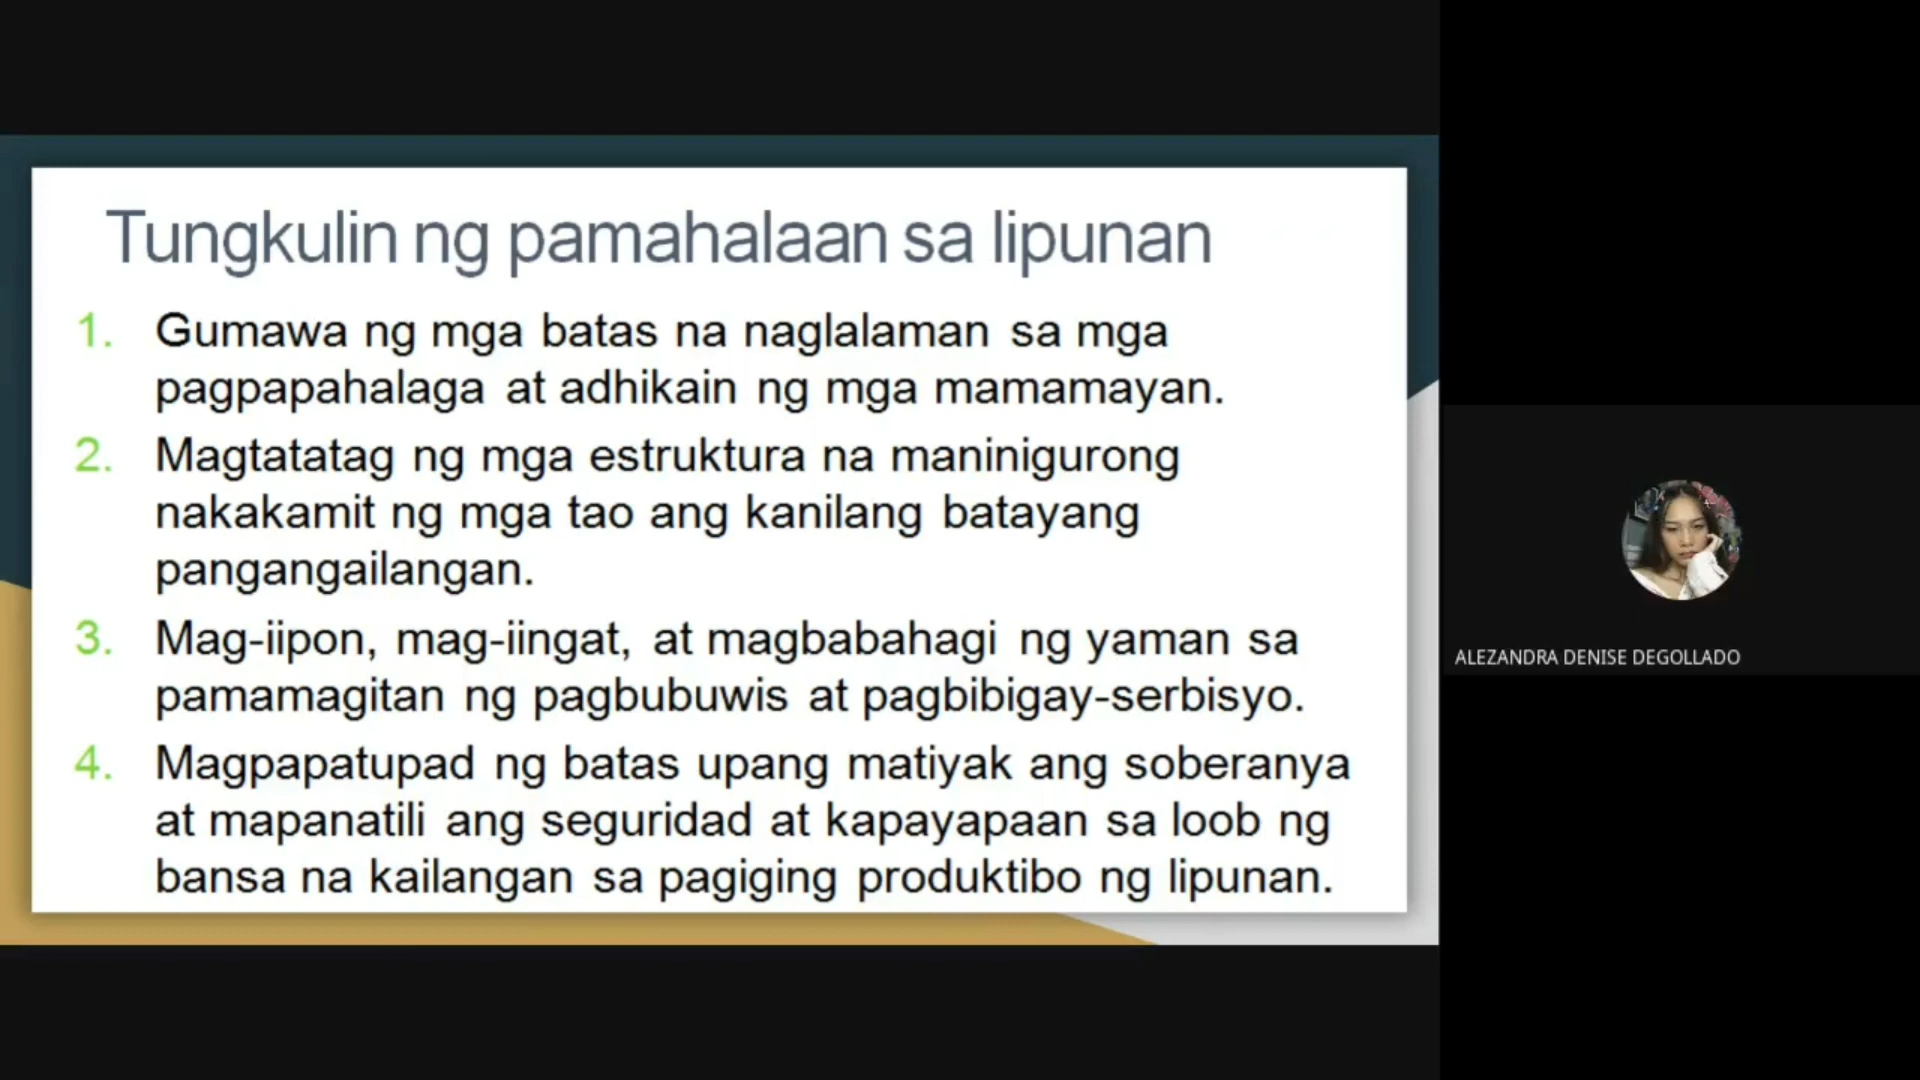 Tungkulin ng pamahalaan sa lipunan
1. Gumawa ng mga batas na naglalaman sa mga
pagpapahalaga at adhikain ng mga mamamayan.
2. Magtatatag ng mga estruktura na maninigurong
nakakamit ng mga tao ang kanilang batayang
pangangailangan.
3. Mag-iipon, mag-iingat, at magbabahagi ng yaman sa
pamamagitan ng pagbubuwis at pagbibigay-serbisyo.
4. Magpapatupad ng batas upang matiyak ang soberanya
at mapanatili ang seguridad at kapayapaan sa loob ng
bansa na kailangan sa pagiging produktibo ng lipunan.
ALEZANDRA DENISE DEGOLLADO